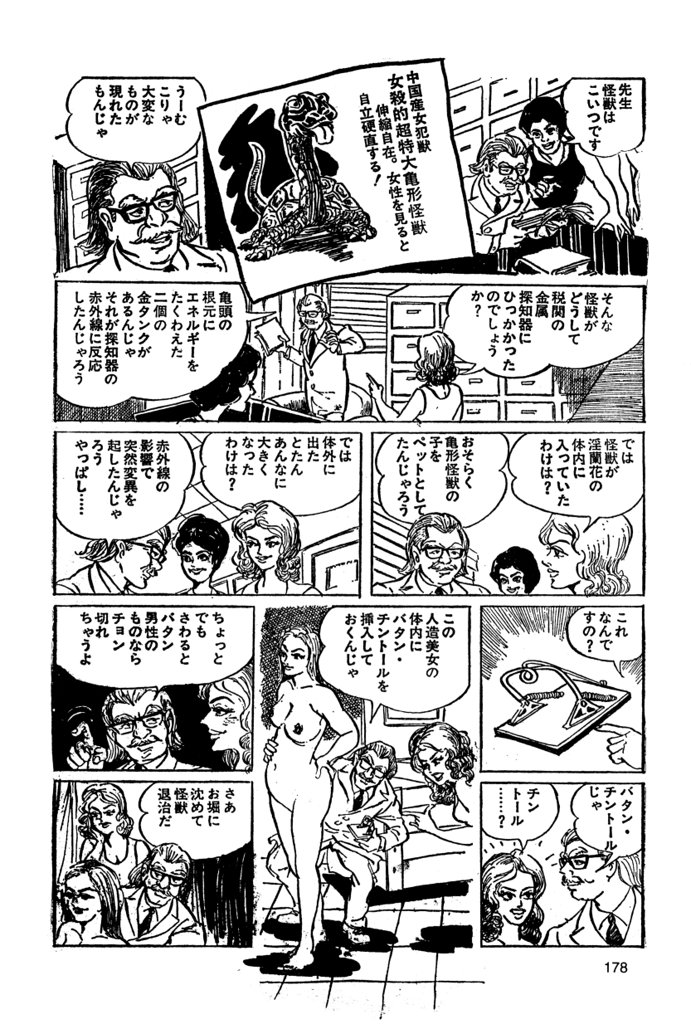 先生
怪獣は
こいつです
中国産女犯獣
女殺的超特大亀形怪獣
伸縮自在。女性を見ると
自立硬直する！
うーむ
こりゃ
大変な
ものが
現れた
もんじゃ
そんな
怪獣が
どうして
税関の
金属
探知器に
ひっかかった
のでしょう
か？
亀頭の
根元に
エネルギーを
たくわえた
二個の
金タンクが
あるんじゃ
それが探知器の
赤外線に反応
したんじゃろう
では
怪獣が
淫蘭花の
体内に
入っていた
わけは？
おそらく
亀形怪獣の
子を
ペットとして
たんじゃろう
では
体外に
出た
とたん
あんなに
大きく
なった
わけは？
赤外線の
影響で
突然変異を
起したんじゃ
ろう
やっぱし……
これ
なんで
すの？
バタン・
チントール
じゃ
チン
トール
……？
この
人造美女の
体内に
バタン・
チントールを
挿入して
おくんじゃ
ちょっと
でも
さわると
バタン
男性の
ものなら
チョン
切れ
ちゃうよ
さあ
お堀に
沈めて
怪獣
退治だ
178